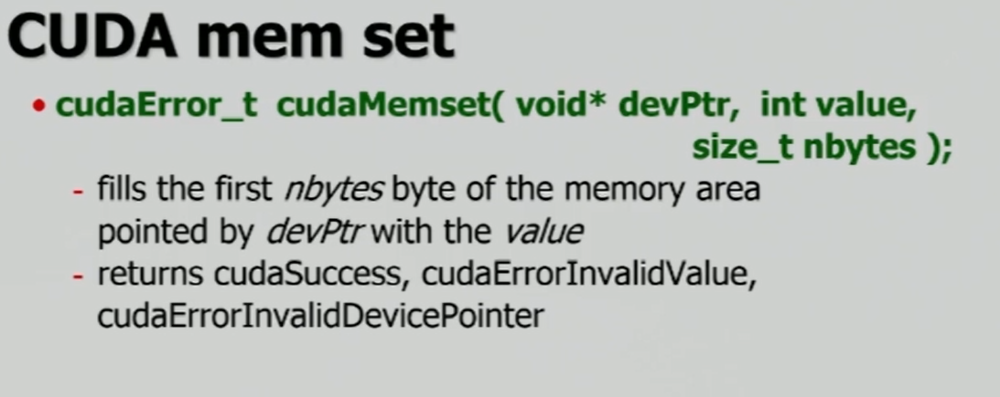 CUDA mem set
• cudaError_t cudaMemset( void* devPtr, int value,
size_t nbytes );
- fills the first nbytes byte of the memory area
pointed by devPtr with the value
- returns cudaSuccess, cudaErrorInvalidValue,
cudaErrorInvalidDevicePointer